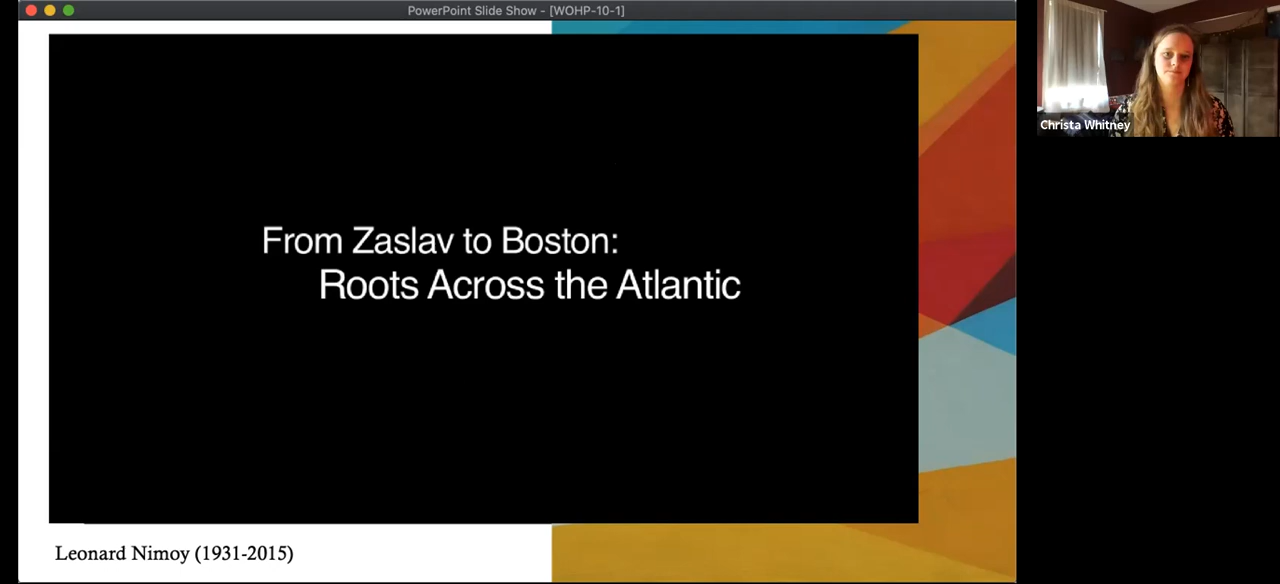 PowerPoint Slide Show - [WOHP-10-1]
From Zaslav to Boston:
Roots Across the Atlantic
Christa Whitney
Leonard Nimoy (1931-2015)